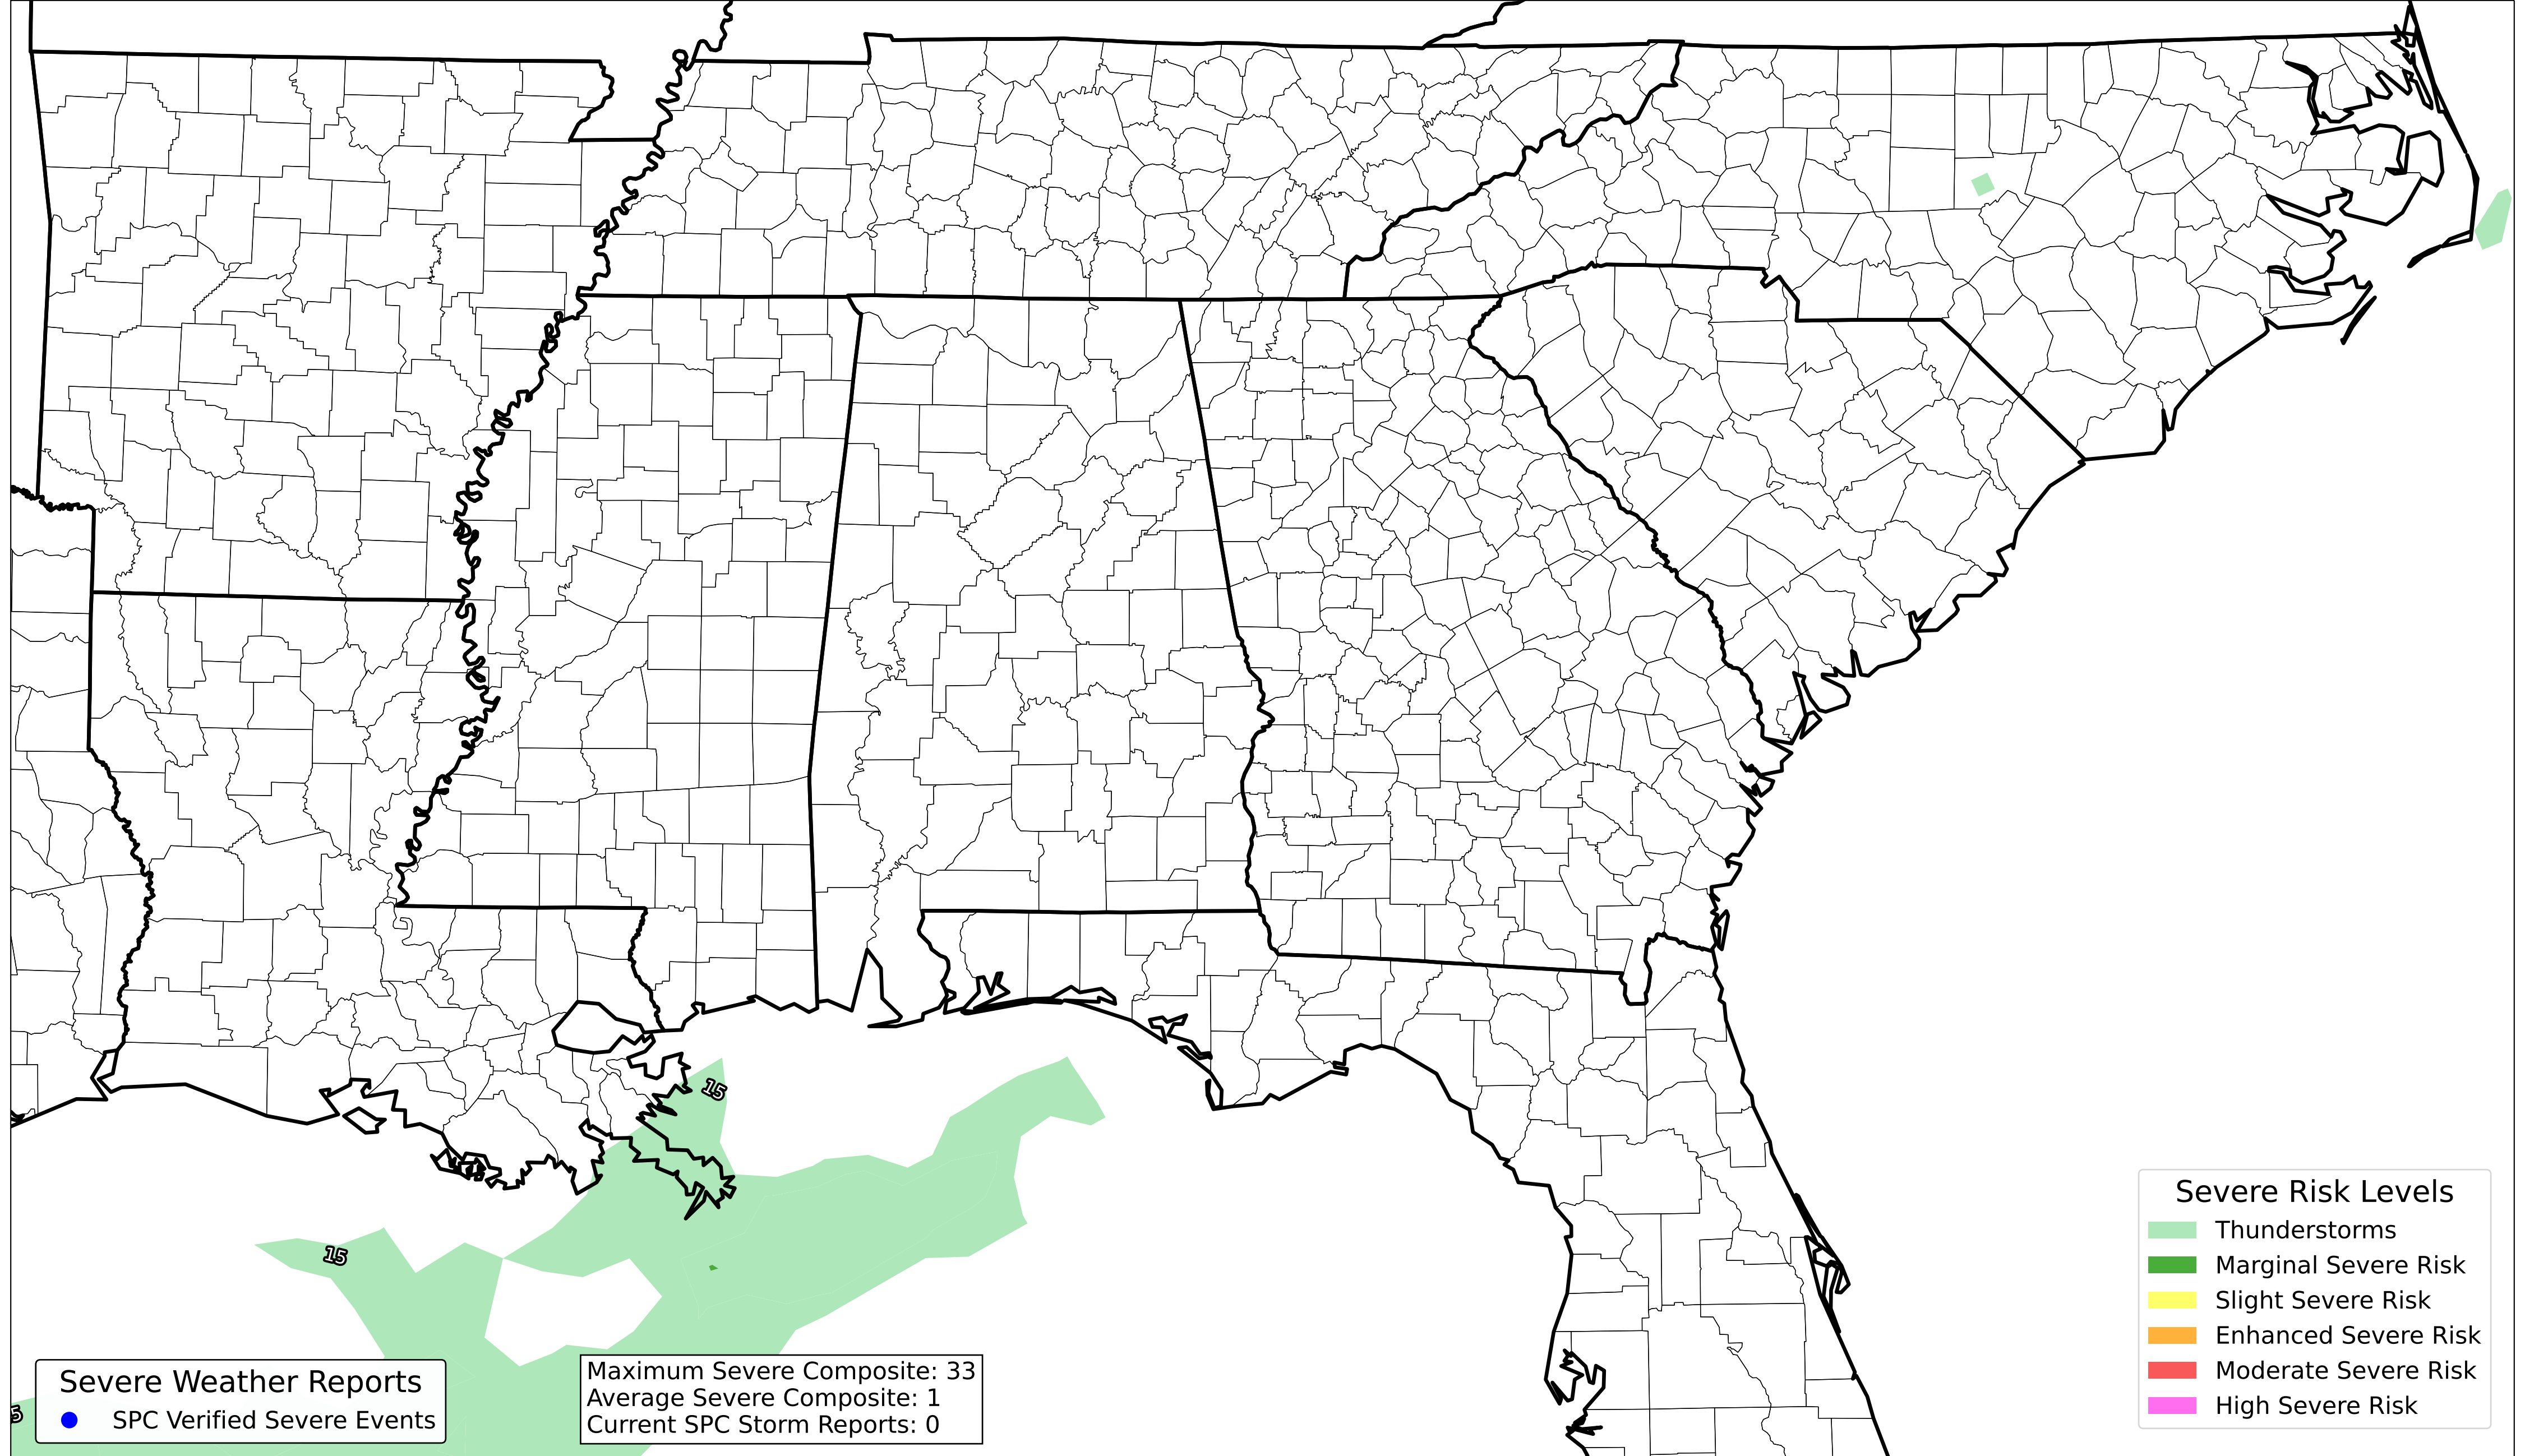 15
15
5
Severe Weather Reports
SPC Verified Severe Events
Maximum Severe Composite: 33
Average Severe Composite: 1
Current SPC Storm Reports: 0
Severe Risk Levels
Thunderstorms
Marginal Severe Risk
Slight Severe Risk
Enhanced Severe Risk
Moderate Severe Risk
High Severe Risk